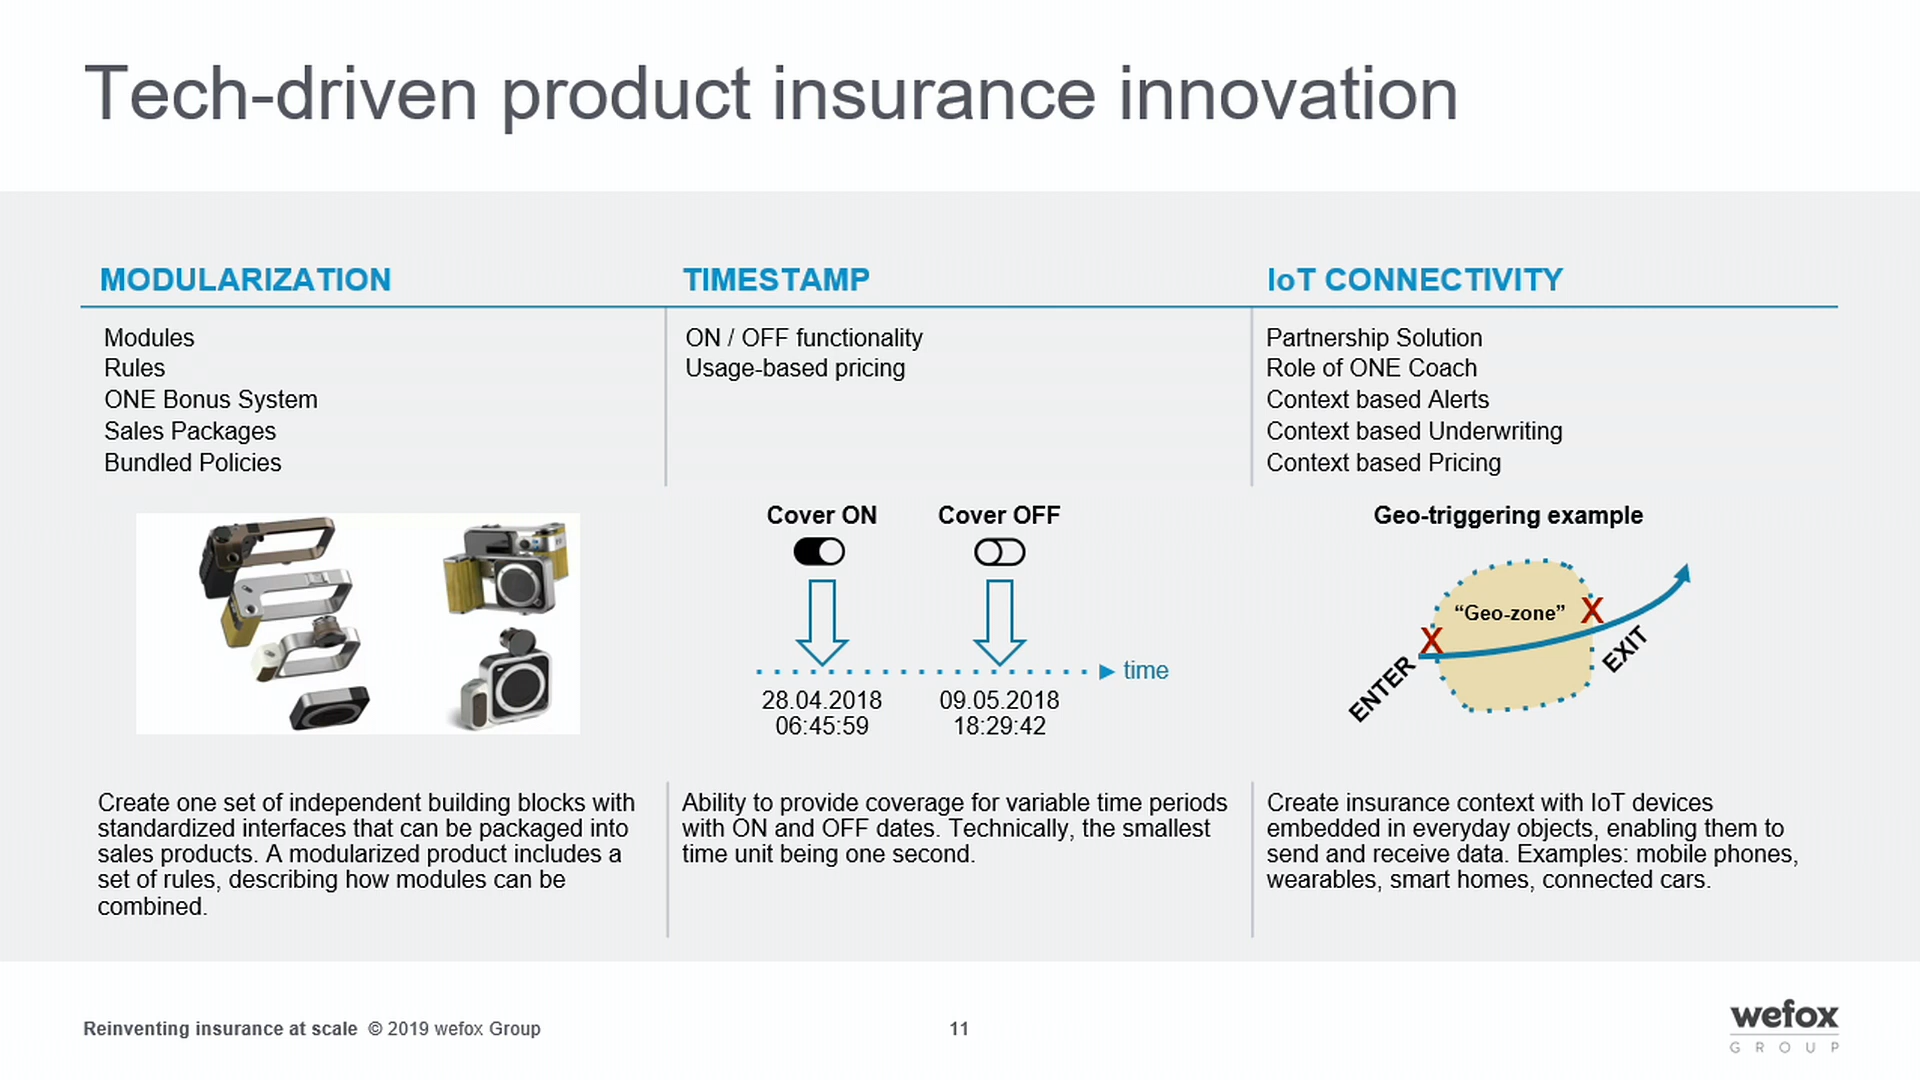 Tech-driven product insurance innovation
MODULARIZATION
Modules
Rules
ONE Bonus System
Sales Packages
Bundled Policies
Create one set of independent building blocks with
standardized interfaces that can be packaged into
sales products. A modularized product includes a
set of rules, describing how modules can be
combined.
TIMESTAMP
ON / OFF functionality
Usage-based pricing
Cover ON
Cover OFF
time
28.04.2018
06:45:59
09.05.2018
18:29:42
Ability to provide coverage for variable time periods
with ON and OFF dates. Technically, the smallest
time unit being one second.
IoT CONNECTIVITY
Partnership Solution
Role of ONE Coach
Context based Alerts
Context based Underwriting
Context based Pricing
Geo-triggering example
“Geo-zone”
X
X
ENTER
EXIT
Create insurance context with IoT devices
embedded in everyday objects, enabling them to
send and receive data. Examples: mobile phones,
wearables, smart homes, connected cars.
Reinventing insurance at scale © 2019 wefox Group
11
wefox
GROUP